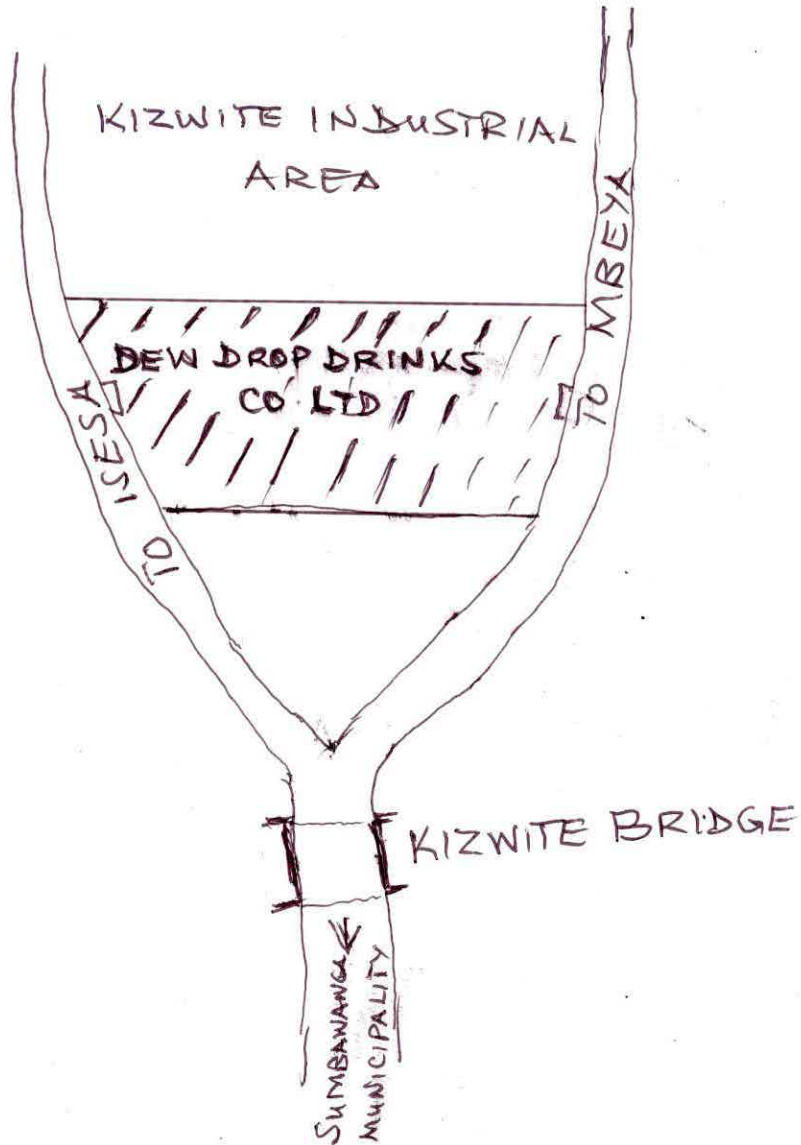 KIZWITE INDUSTRIAL
AREA
DEW DROP DRINKS
CO LTD
TO ISESA
TO MBEYA
KIZWITE BRIDGE
SUMBAWANGA
MUNICIPALITY